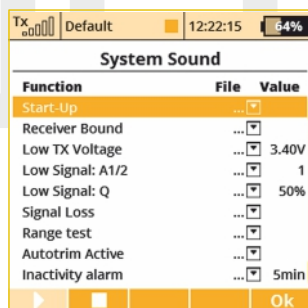 Tx Default 12:22:15 64%
System Sound
Function File Value
Start-Up ...
Receiver Bound ...
Low TX Voltage ... 3.40V
Low Signal: A1/2 ... 1
Low Signal: Q ... 50%
Signal Loss ...
Range test ...
Autotrim Active ...
Inactivity alarm ... 5min
Ok